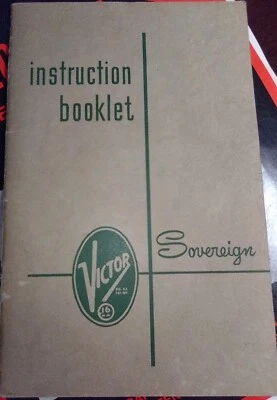 instruction
booklet
Sovereign
VICTOR
16